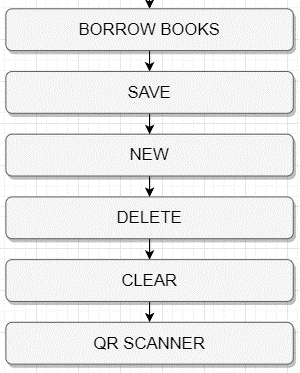 BORROW BOOKS
SAVE
NEW
DELETE
CLEAR
QR SCANNER